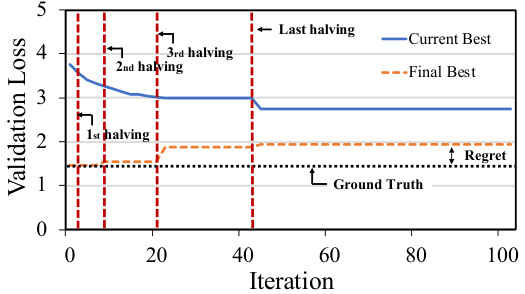 5
4
3
2
1
0
Validation Loss
Last halving
3rd halving
2nd halving
1st halving
Current Best
Final Best
Regret
Ground Truth
0 20 40 60 80 100
Iteration